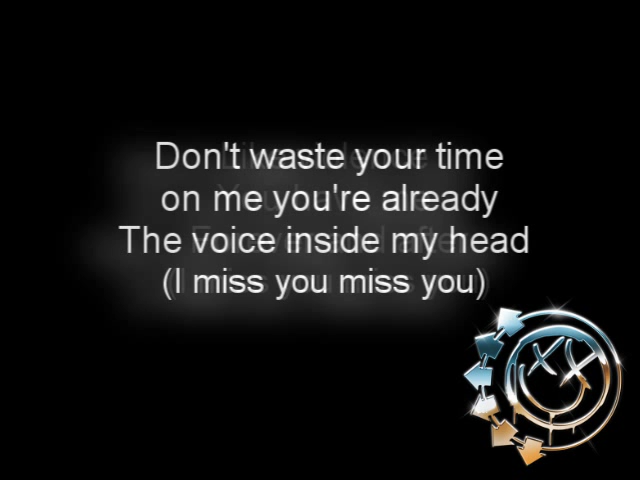 Don't waste your time
on me you're already
The voice inside my head
(I miss you miss you)